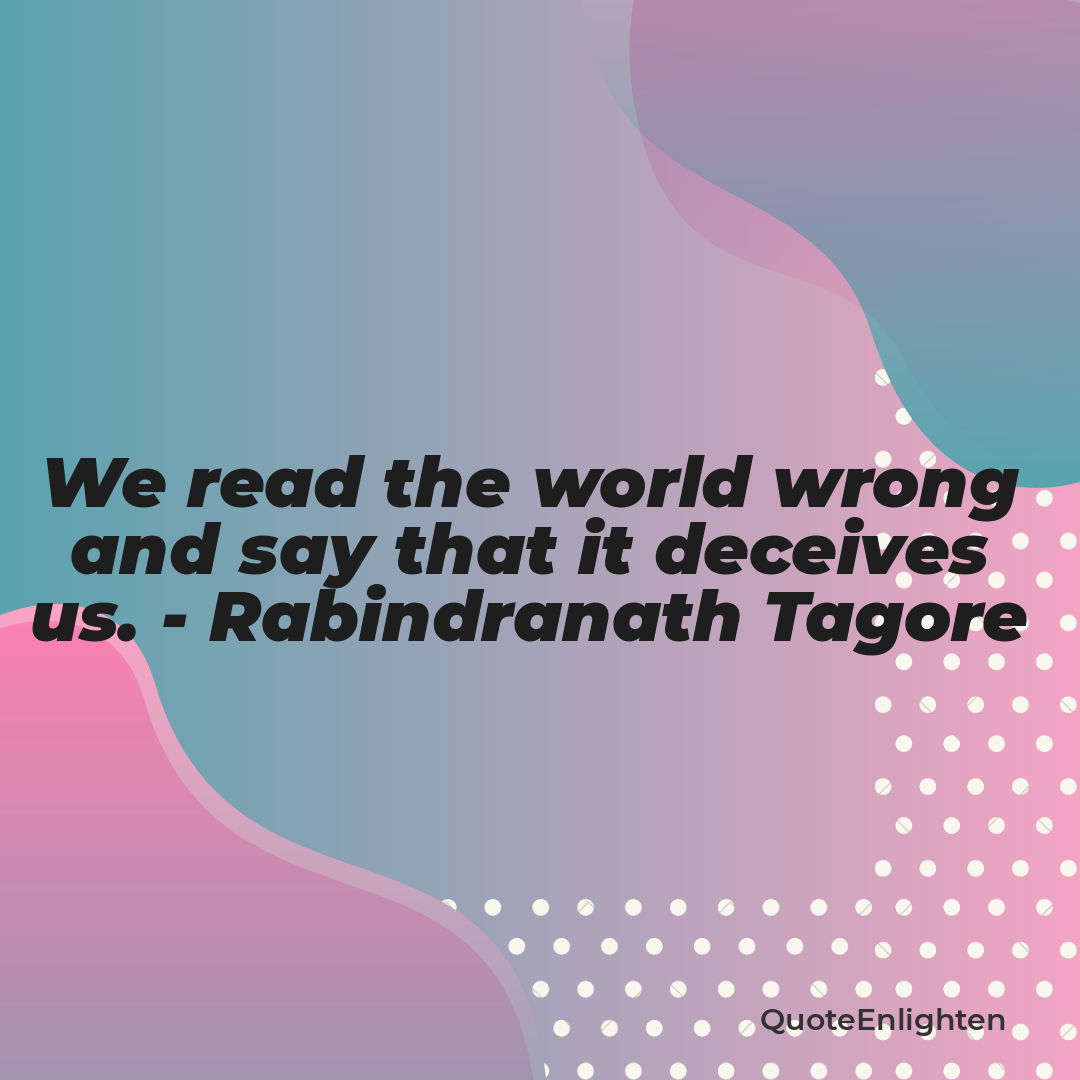 We read the world wrong
and say that it deceives
us. - Rabindranath Tagore
QuoteEnlighten